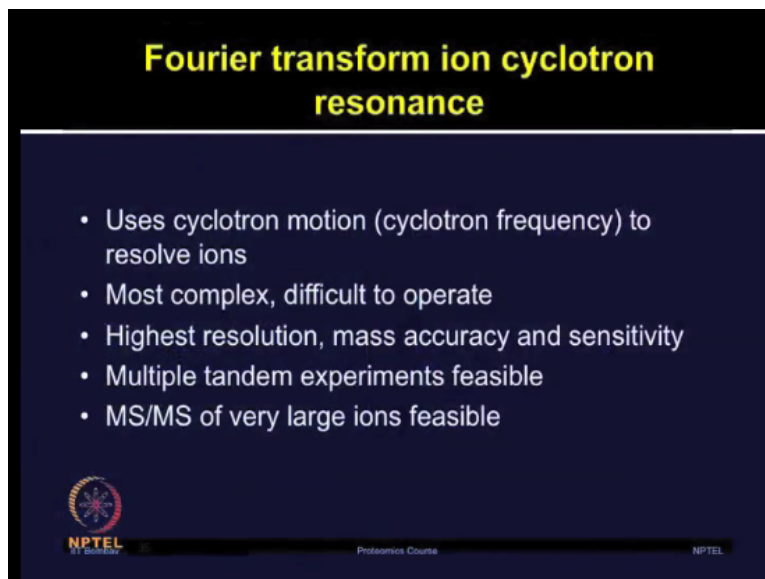 Fourier transform ion cyclotron
resonance
• Uses cyclotron motion (cyclotron frequency) to
resolve ions
• Most complex, difficult to operate
• Highest resolution, mass accuracy and sensitivity
• Multiple tandem experiments feasible
• MS/MS of very large ions feasible
NPTEL
IIT Bombay
Proteomics Course
NPTEL